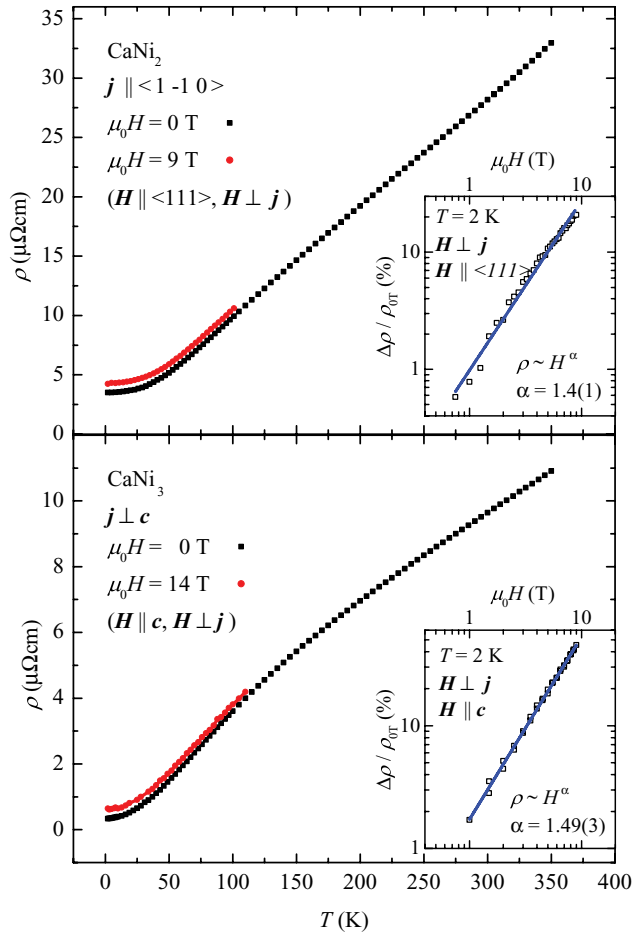 35
30
25
20
15
10
5
0
ρ (μΩcm)
CaNi₂
j || <1 -1 0>
μ₀H = 0 T
μ₀H = 9 T
(H || <111>, H ⊥ j )
μ₀H (T)
1 10
T = 2 K
H ⊥ j
H || <111>
10
1
Δρ / ρ₀T (%)
ρ ~ H^α
α = 1.4(1)
10
8
6
4
2
0
ρ (μΩcm)
CaNi₃
j ⊥ c
μ₀H = 0 T
μ₀H = 14 T
(H || c, H ⊥ j )
μ₀H (T)
1 10
T = 2 K
H ⊥ j
H || c
10
1
Δρ / ρ₀T (%)
ρ ~ H^α
α = 1.49(3)
0 50 100 150 200 250 300 350 400
T (K)